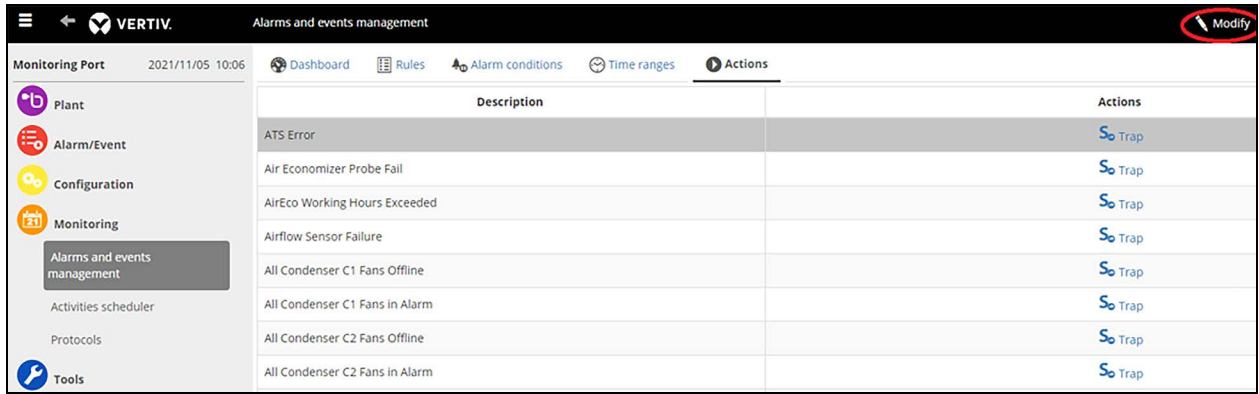 VERTIV.
Alarms and events management
Modify
Monitoring Port 2021/11/05 10:06
Dashboard Rules Alarm conditions Time ranges Actions
Plant
Alarm/Event
Configuration
Monitoring
21
Alarms and events
management
Activities scheduler
Protocols
Tools
Description Actions
ATS Error Trap
Air Economizer Probe Fail Trap
AirEco Working Hours Exceeded Trap
Airflow Sensor Failure Trap
All Condenser C1 Fans Offline Trap
All Condenser C1 Fans in Alarm Trap
All Condenser C2 Fans Offline Trap
All Condenser C2 Fans in Alarm Trap